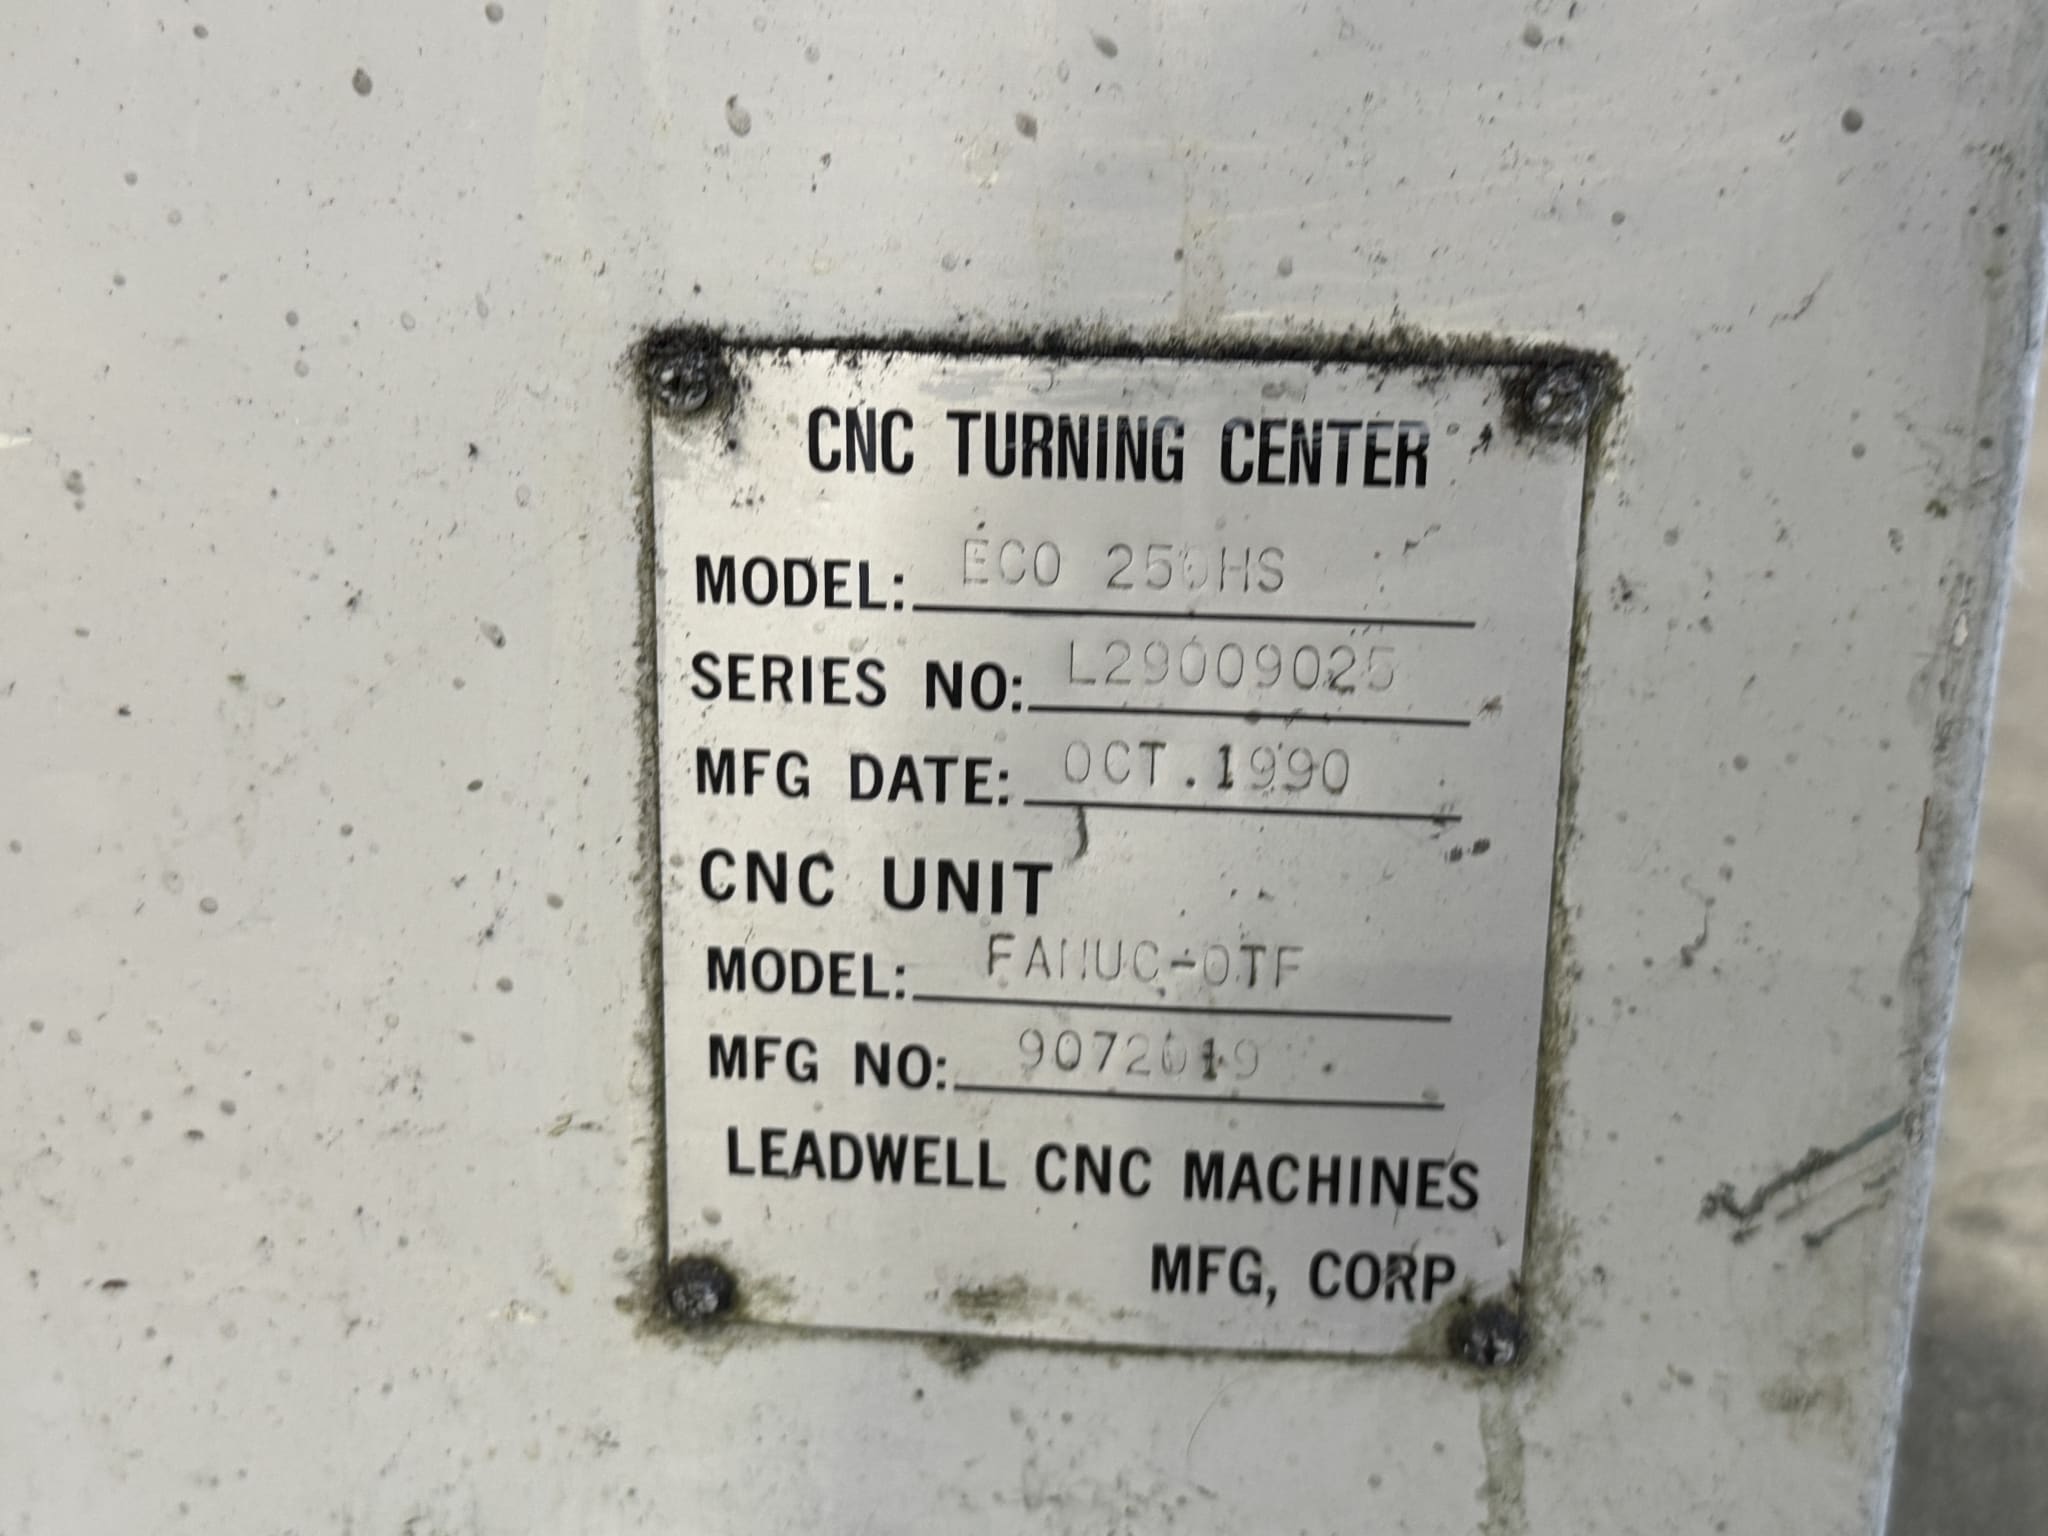 CNC TURNING CENTER
MODEL: ECO 250HS
SERIES NO: L29009025
MFG DATE: OCT.1990
CNC UNIT
MODEL: FANUC-OTF
MFG NO: 9072019
LEADWELL CNC MACHINES
MFG, CORP